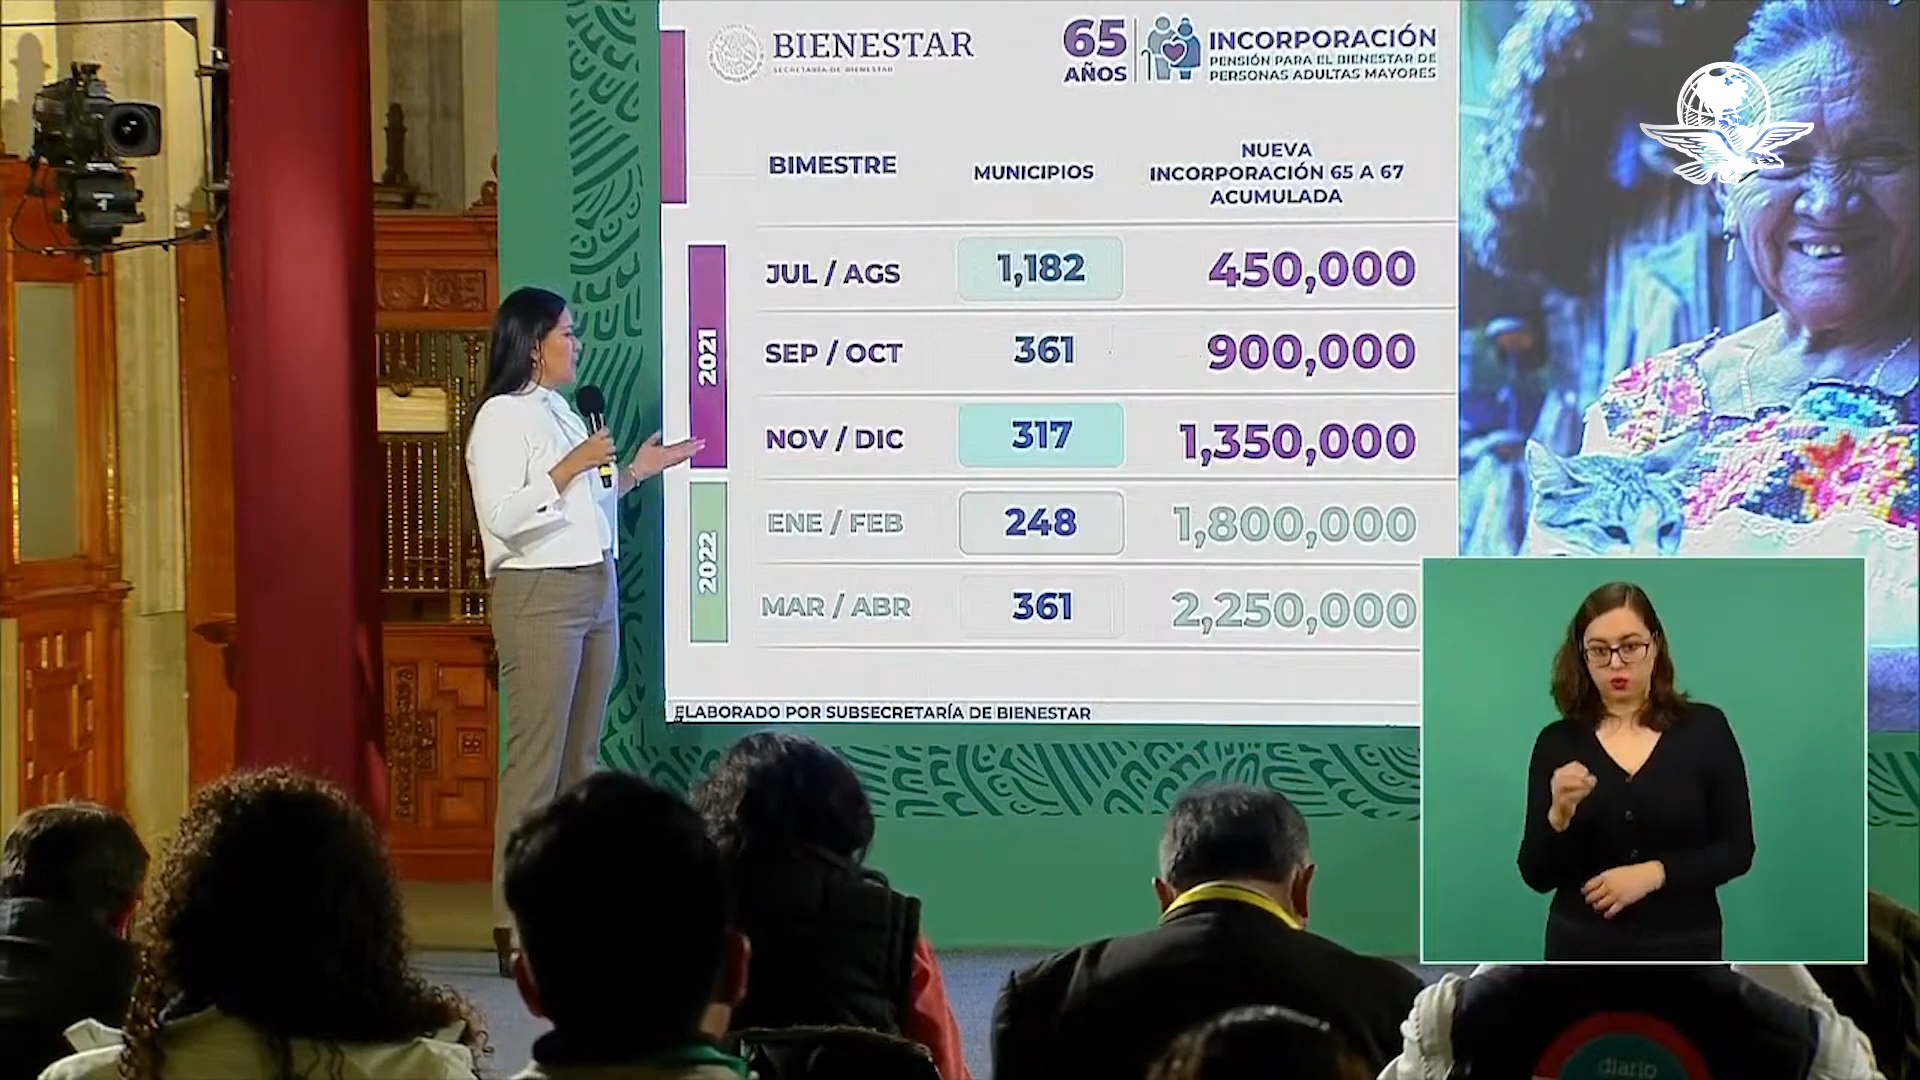 BIENESTAR
SECRETARÍA DE BIENESTAR
65
AÑOS
INCORPORACIÓN
PENSIÓN PARA EL BIENESTAR DE
PERSONAS ADULTAS MAYORES
BIMESTRE
MUNICIPIOS
NUEVA
INCORPORACIÓN 65 A 67
ACUMULADA
2021
JUL / AGS 1,182 450,000
SEP / OCT 361 900,000
NOV / DIC 317 1,350,000
2022
ENE / FEB 248 1,800,000
MAR / ABR 361 2,250,000
ELABORADO POR SUBSECRETARÍA DE BIENESTAR
diario